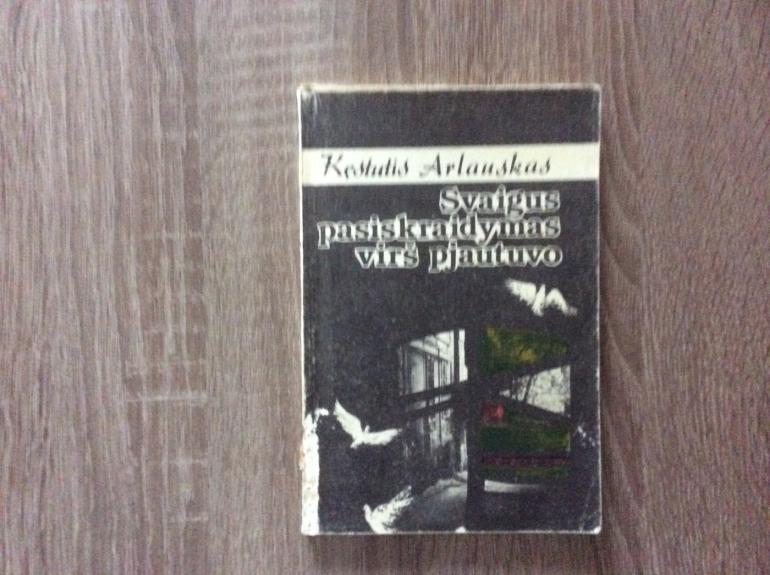 Kęstutis Arlauskas
Svaigus
pasiskraidymas
virš pjautuvo